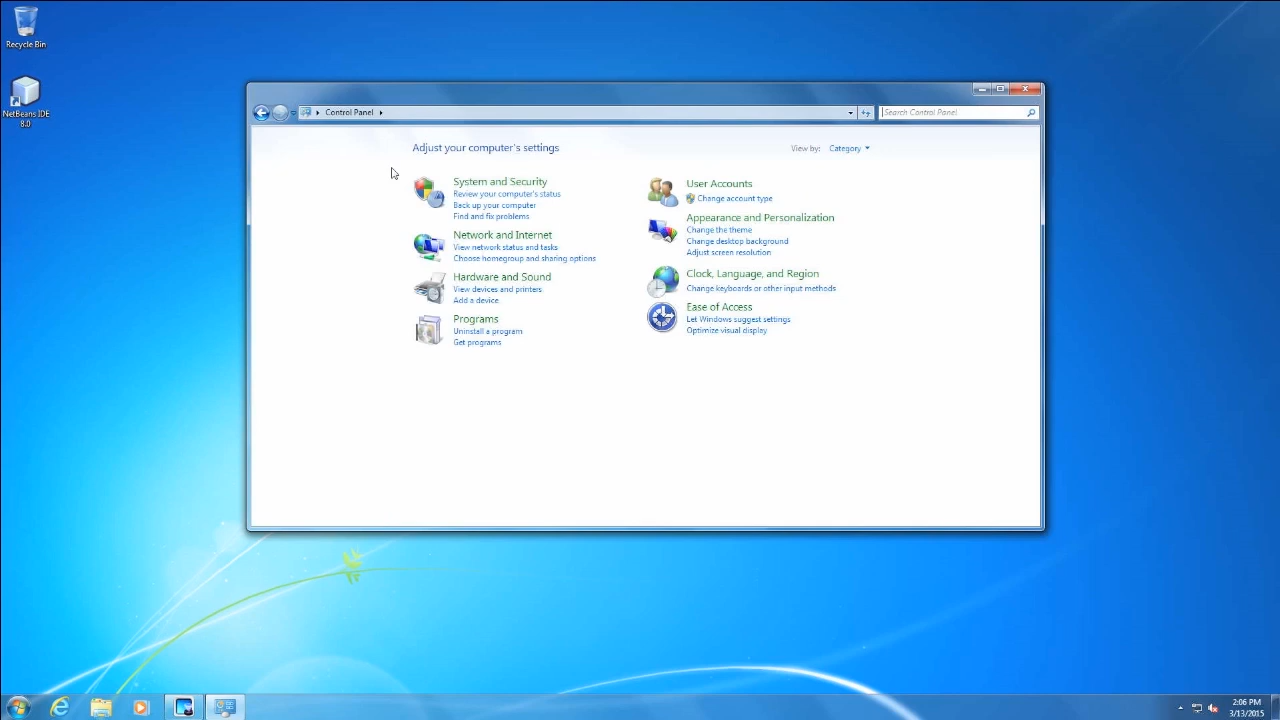 Recycle Bin
NetBeans IDE
8.0
Control Panel
Search Control Panel
Adjust your computer's settings
View by: Category
System and Security
Review your computer's status
Back up your computer
Find and fix problems
Network and Internet
View network status and tasks
Choose homegroup and sharing options
Hardware and Sound
View devices and printers
Add a device
Programs
Uninstall a program
Get programs
User Accounts
Change account type
Appearance and Personalization
Change the theme
Change desktop background
Adjust screen resolution
Clock, Language, and Region
Change keyboards or other input methods
Ease of Access
Let Windows suggest settings
Optimize visual display
2:06 PM
3/13/2015